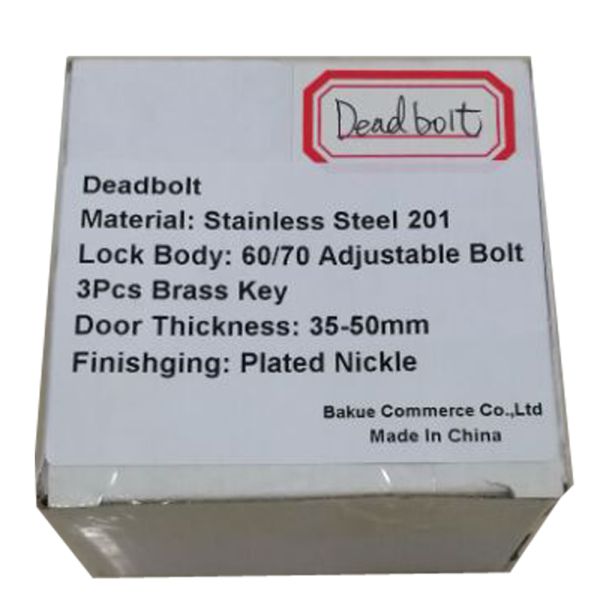 Deadbolt
Deadbolt
Material: Stainless Steel 201
Lock Body: 60/70 Adjustable Bolt
3Pcs Brass Key
Door Thickness: 35-50mm
Finishging: Plated Nickle
Bakue Commerce Co.,Ltd
Made In China